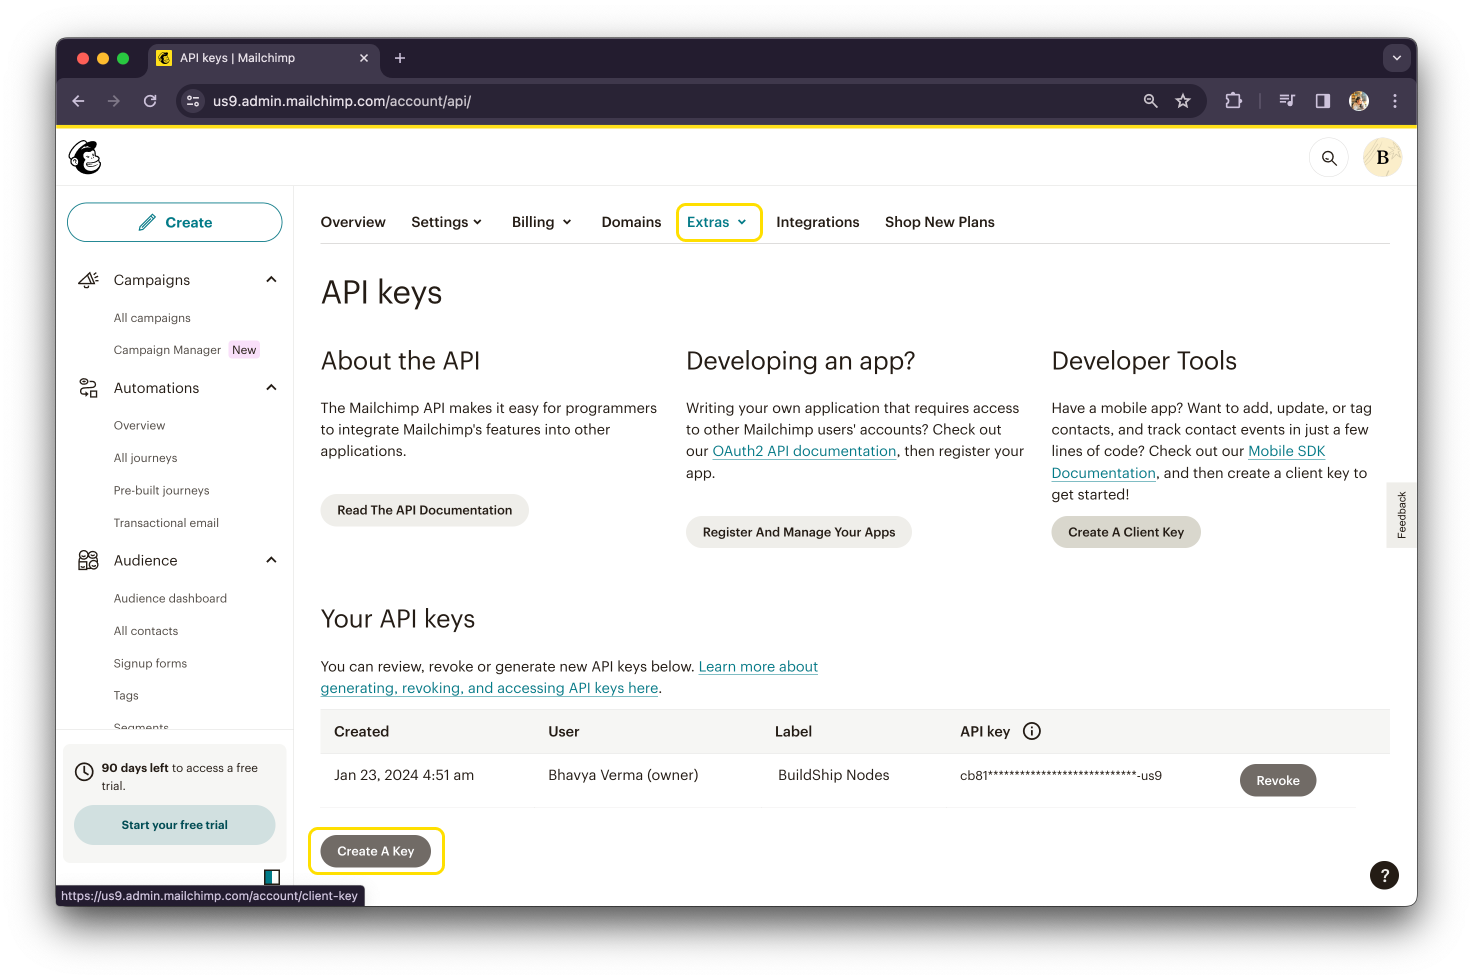 API keys | Mailchimp
us9.admin.mailchimp.com/account/api/
B
Create
Overview
Settings
Billing
Domains
Extras
Integrations
Shop New Plans
Campaigns
All campaigns
Campaign Manager New
Automations
Overview
All journeys
Pre-built journeys
Transactional email
Audience
Audience dashboard
All contacts
Signup forms
Tags
Segments
90 days left to access a free
trial.
Start your free trial
API keys
About the API
The Mailchimp API makes it easy for programmers
to integrate Mailchimp's features into other
applications.
Read The API Documentation
Developing an app?
Writing your own application that requires access
to other Mailchimp users' accounts? Check out
our OAuth2 API documentation, then register your
app.
Register And Manage Your Apps
Developer Tools
Have a mobile app? Want to add, update, or tag
contacts, and track contact events in just a few
lines of code? Check out our Mobile SDK
Documentation, and then create a client key to
get started!
Create A Client Key
Feedback
Your API keys
You can review, revoke or generate new API keys below. Learn more about
generating, revoking, and accessing API keys here.
Created User Label API key
Jan 23, 2024 4:51 am Bhavya Verma (owner) BuildShip Nodes cb81****************************-us9 Revoke
Create A Key
?
https://us9.admin.mailchimp.com/account/client-key